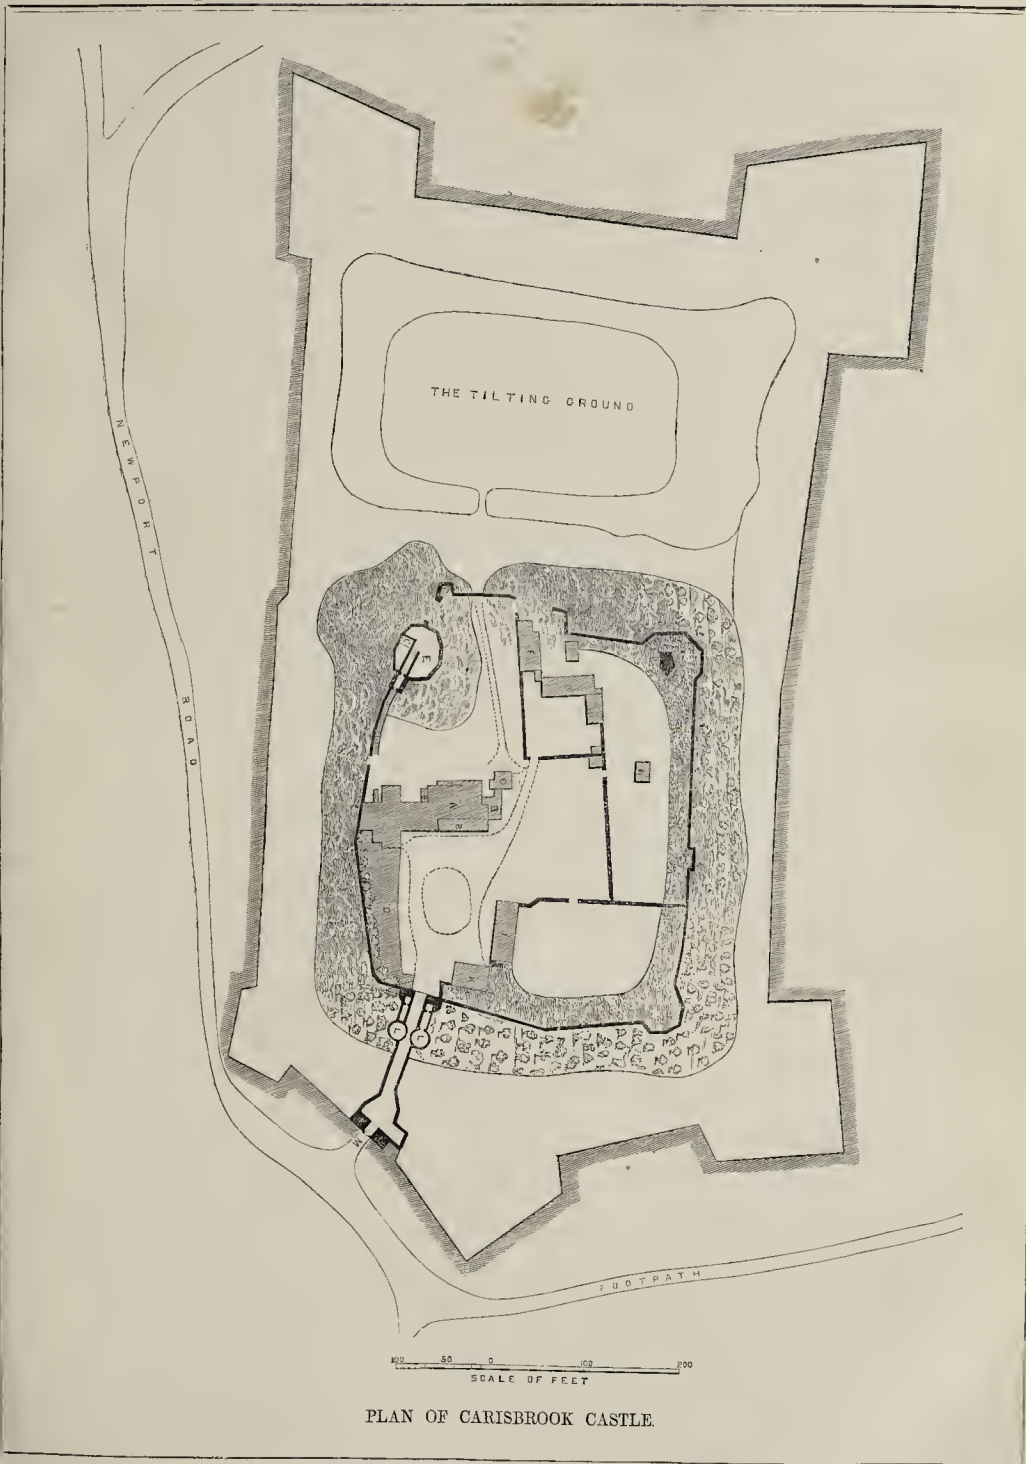 THE TILTING GROUND
NEWPORT
ROAD
E
A
B
D
L L
M
FOOTPATH
100 50 0 100 200
SCALE OF FEET
PLAN OF CARISBROOK CASTLE.